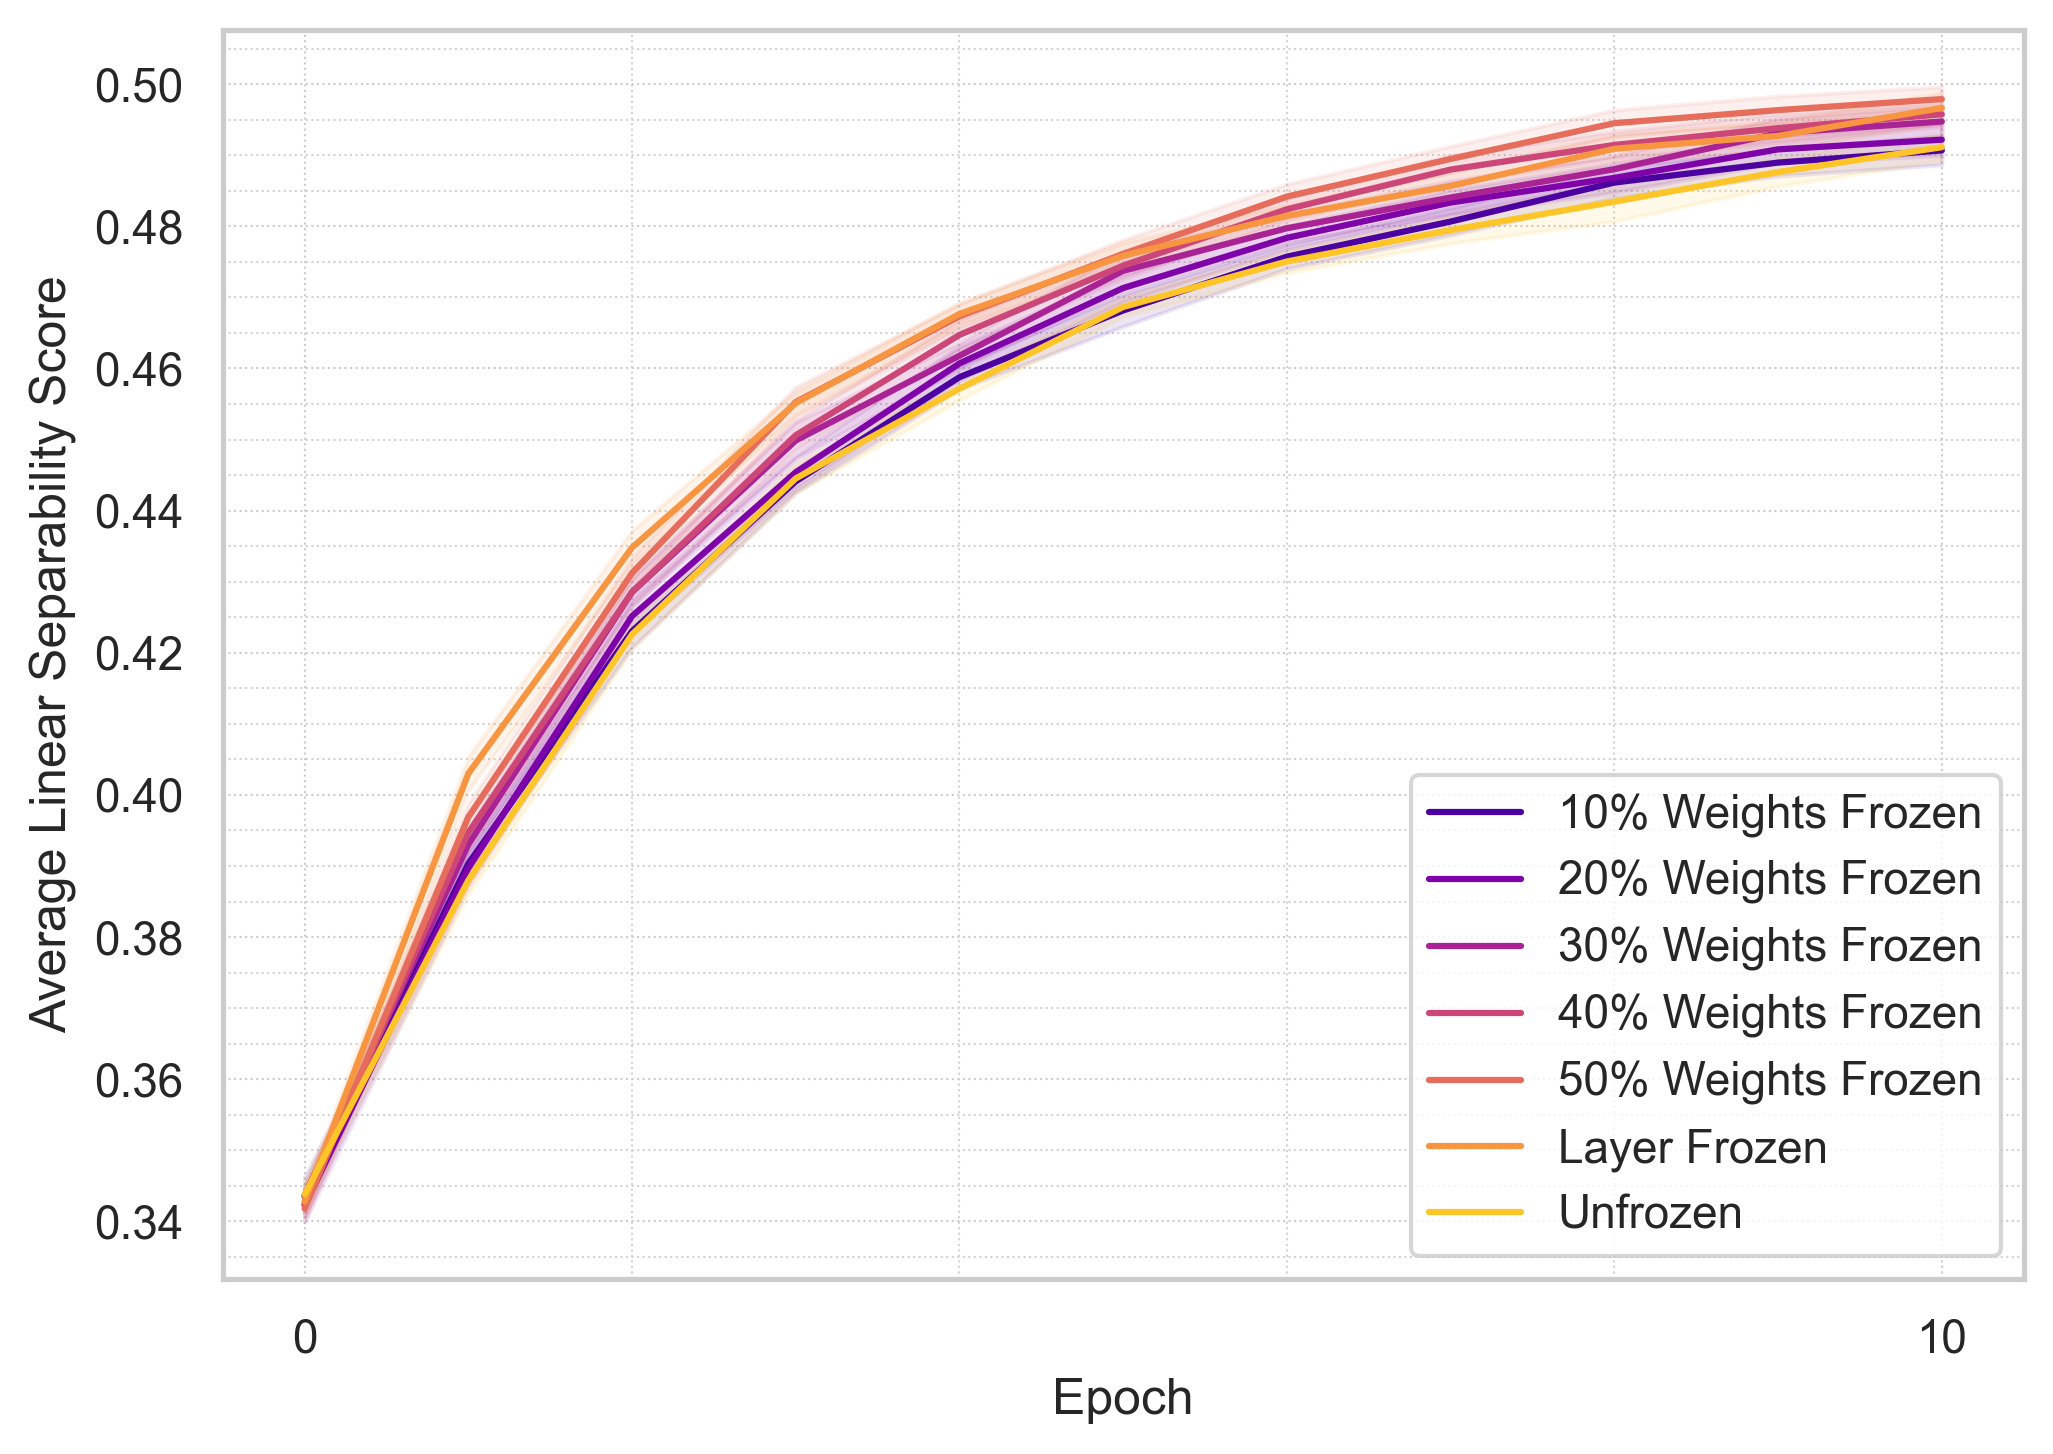 0.50
0.48
0.46
0.44
0.42
0.40
0.38
0.36
0.34
Average Linear Separability Score
10% Weights Frozen
20% Weights Frozen
30% Weights Frozen
40% Weights Frozen
50% Weights Frozen
Layer Frozen
Unfrozen
0
10
Epoch